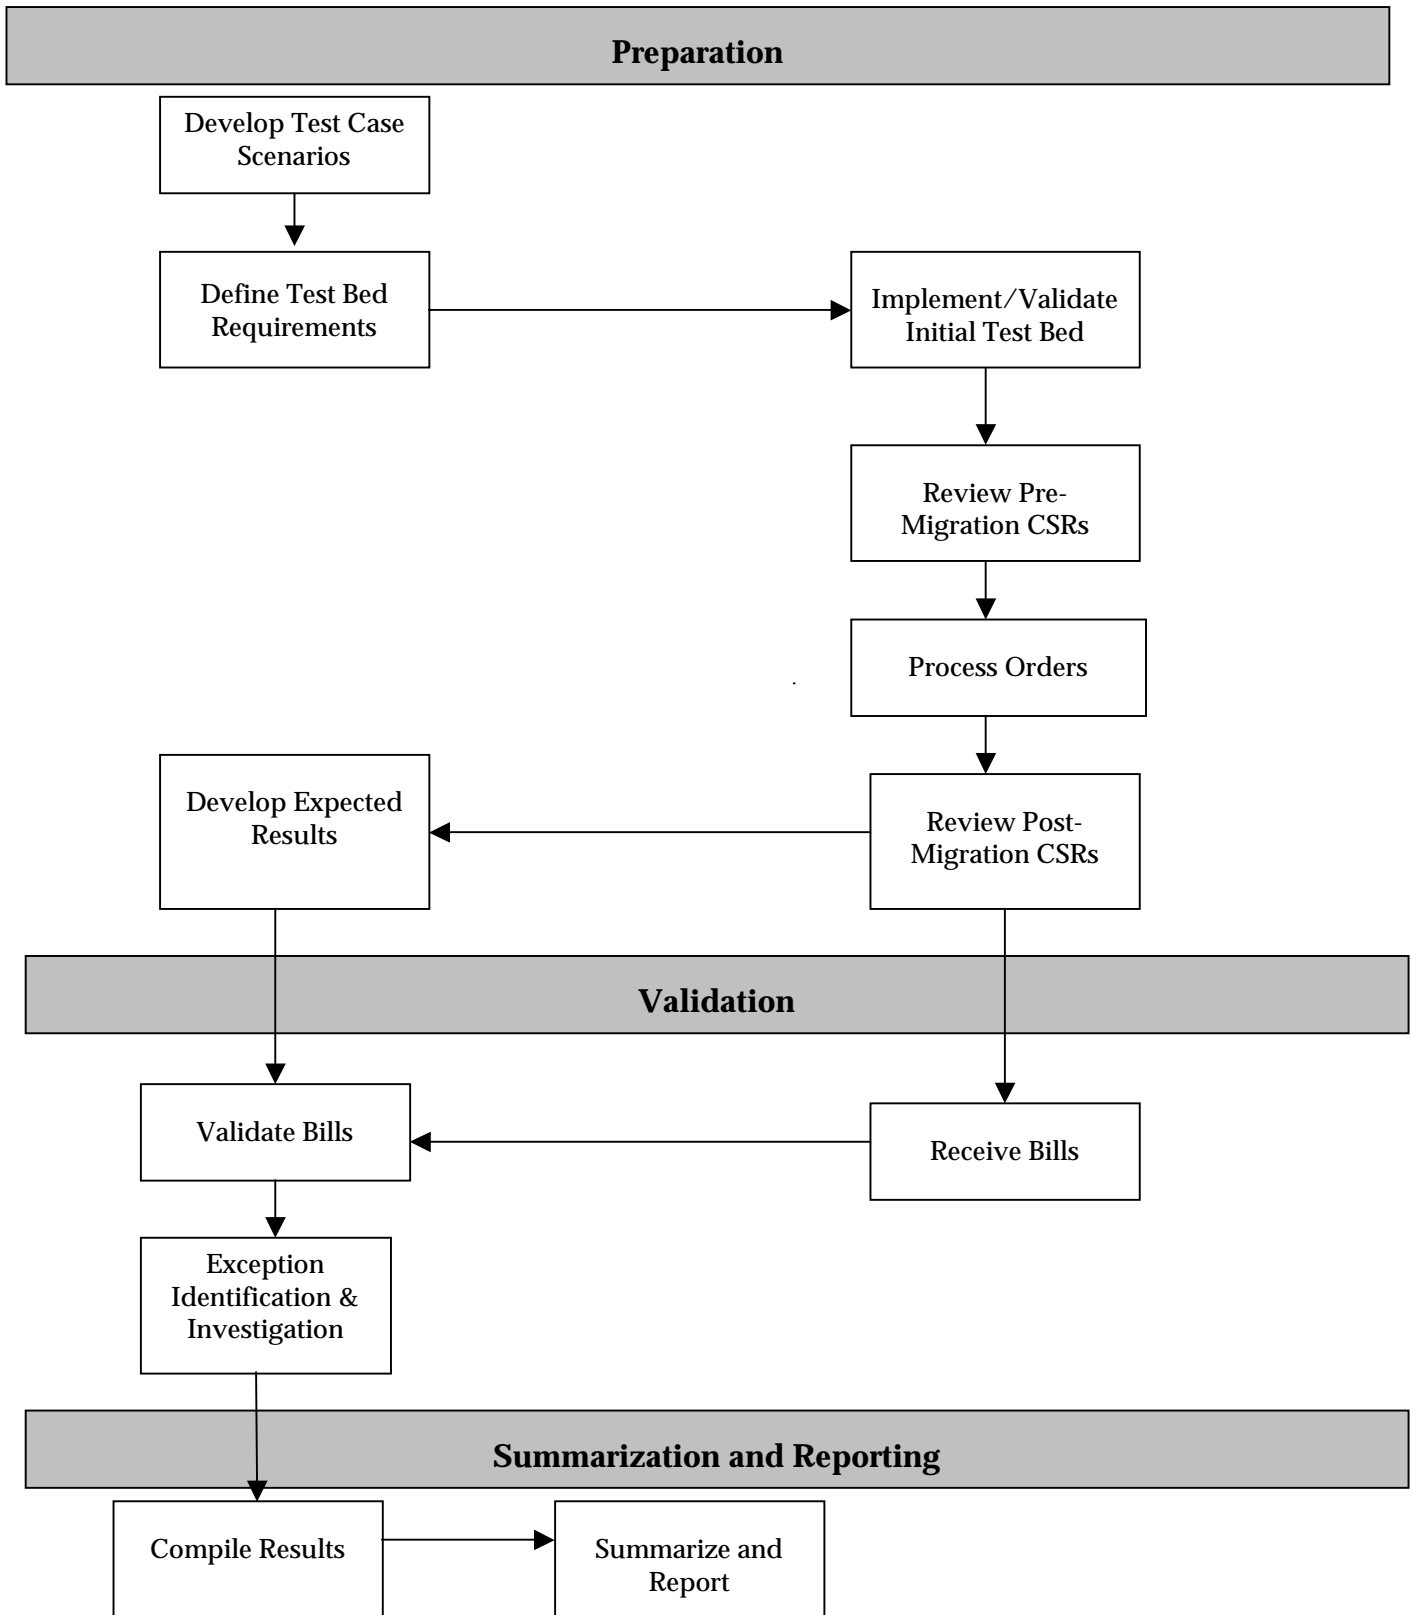 Preparation
Develop Test Case
Scenarios
Define Test Bed
Requirements
Implement/Validate
Initial Test Bed
Review Pre-
Migration CSRs
Process Orders
Develop Expected
Results
Review Post-
Migration CSRs
Validation
Validate Bills
Receive Bills
Exception
Identification &
Investigation
Summarization and Reporting
Compile Results
Summarize and
Report